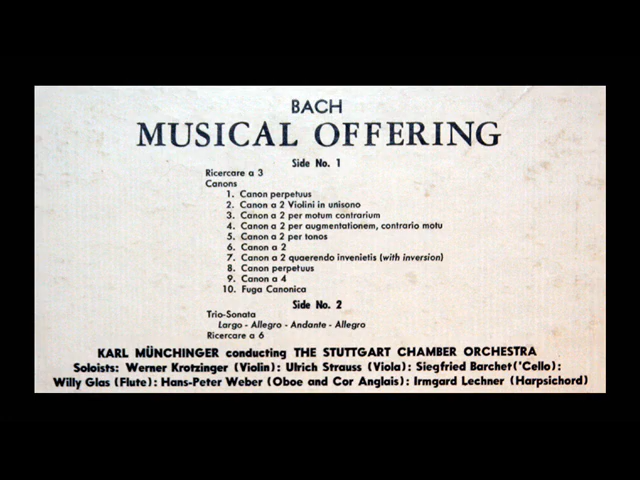 BACH
MUSICAL OFFERING
Side No. 1
Ricercare a 3
Canons
1. Canon perpetuus
2. Canon a 2 Violini in unisono
3. Canon a 2 per motum contrarium
4. Canon a 2 per augmentationem, contrario motu
5. Canon a 2 per tonos
6. Canon a 2
7. Canon a 2 quaerendo invenietis (with inversion)
8. Canon perpetuus
9. Canon a 4
10. Fuga Canonica
Side No. 2
Trio-Sonata
Largo - Allegro - Andante - Allegro
Ricercare a 6
KARL MÜNCHINGER conducting THE STUTTGART CHAMBER ORCHESTRA
Soloists: Werner Krotzinger (Violin): Ulrich Strauss (Viola): Siegfried Barchet('Cello):
Willy Glas (Flute): Hans-Peter Weber (Oboe and Cor Anglais): Irmgard Lechner (Harpsichord)